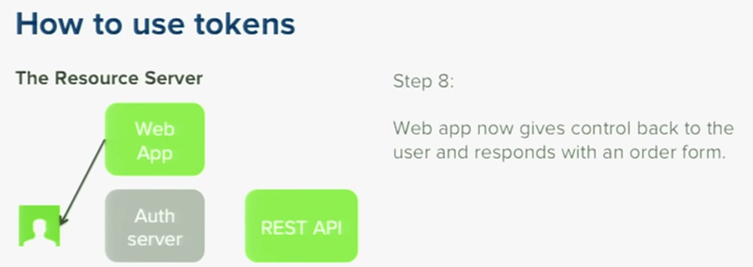 How to use tokens
The Resource Server
Step 8:
Web app now gives control back to the
user and responds with an order form.
Web
App
Auth
server
REST API